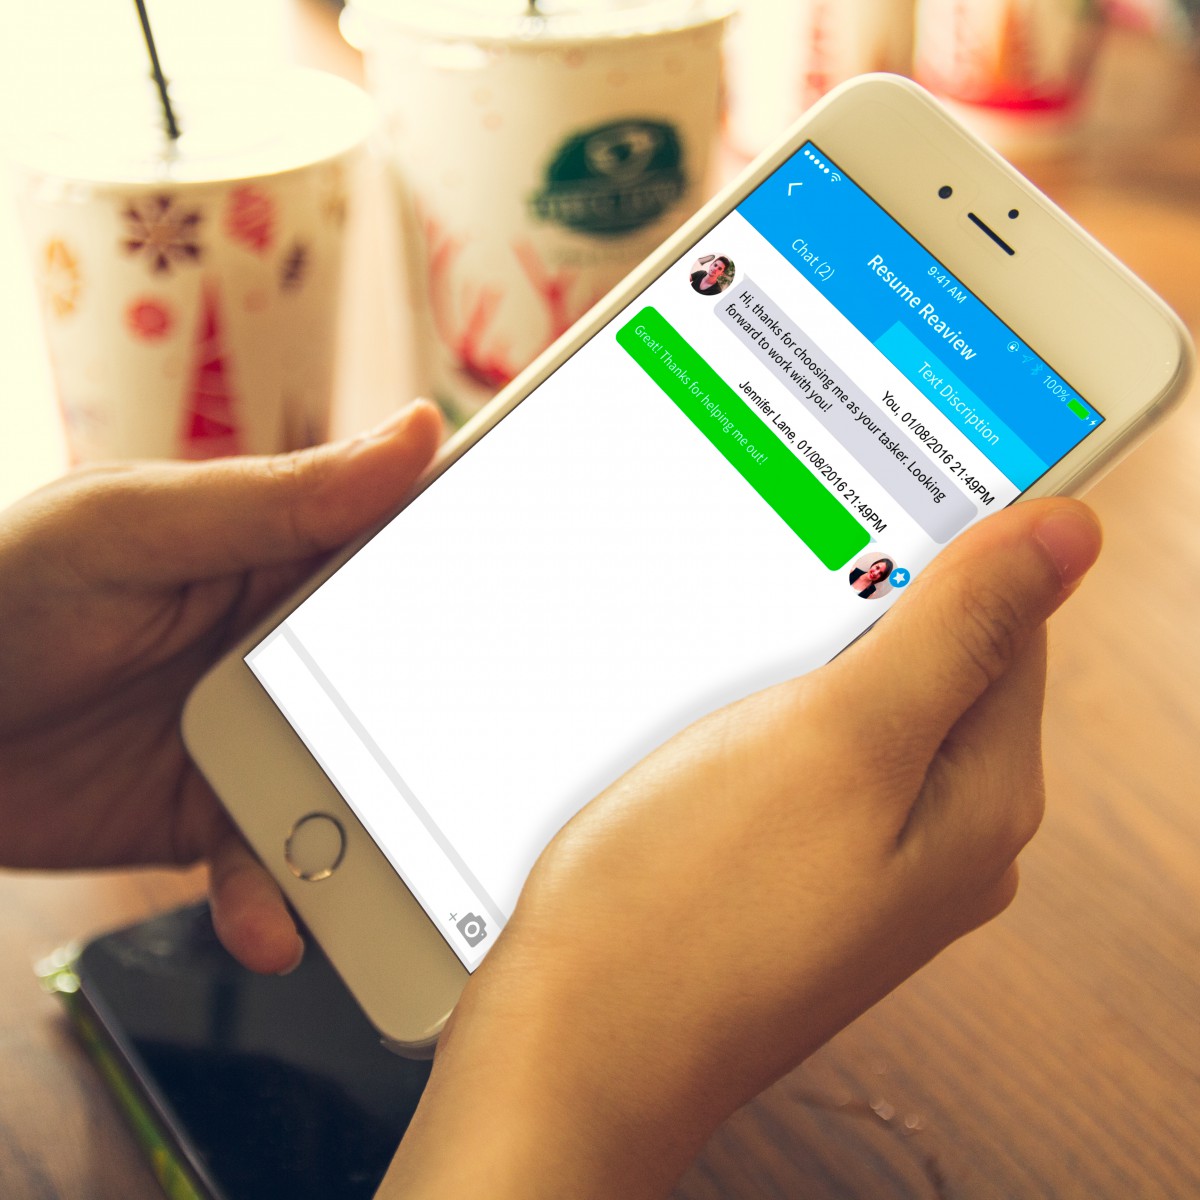 9:41 AM
100%
Resume Reaview
Chat (2)
Text Discription
You, 01/08/2016 21:49PM
Hi, thanks for choosing me as your tasker. Looking
forward to work with you!
Jennifer Lane, 01/08/2016 21:49PM
Great! Thanks for helping me out!